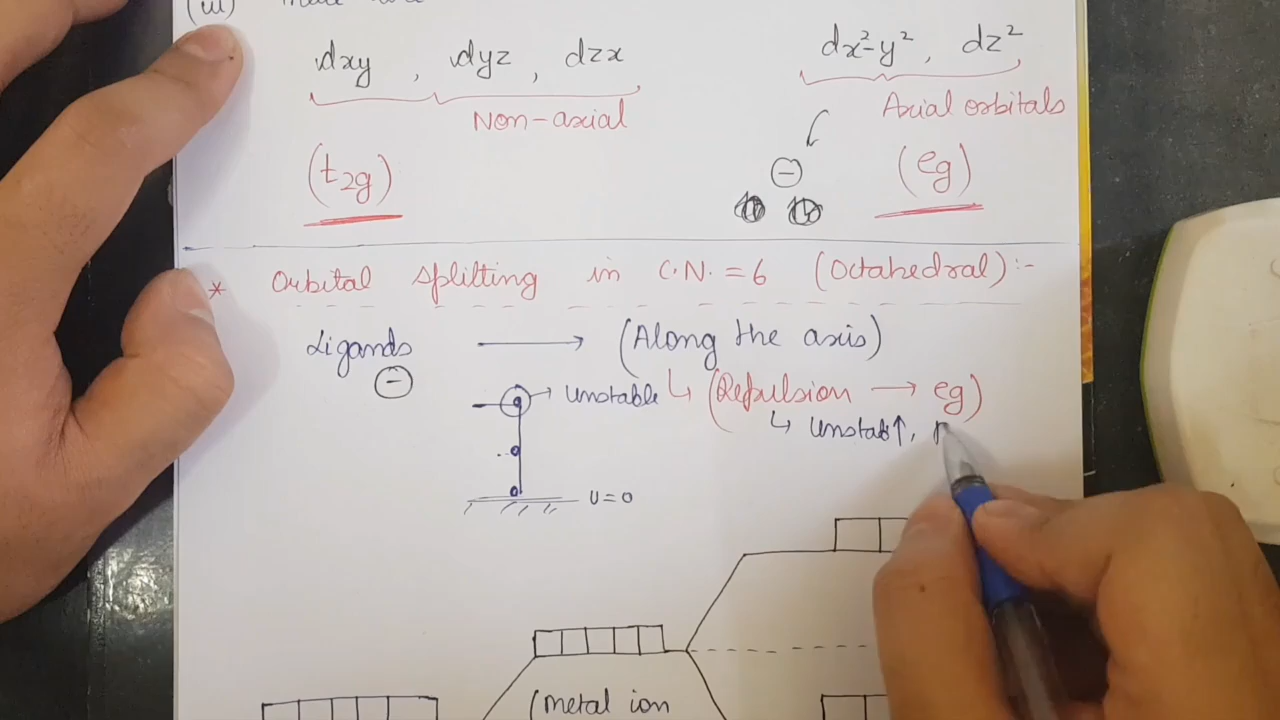 (iii)
dxy , dyz , dzx
dx²-y² , dz²
Non-axial
Axial orbitals
(t2g)
⊖
(eg)
* Orbital splitting in C.N. = 6 (Octahedral) :-
Ligands → (Along the axis)
⊖
→ Unstable
↳ (Repulsion → eg)
↳ Unstab↑,
U=0
(metal ion